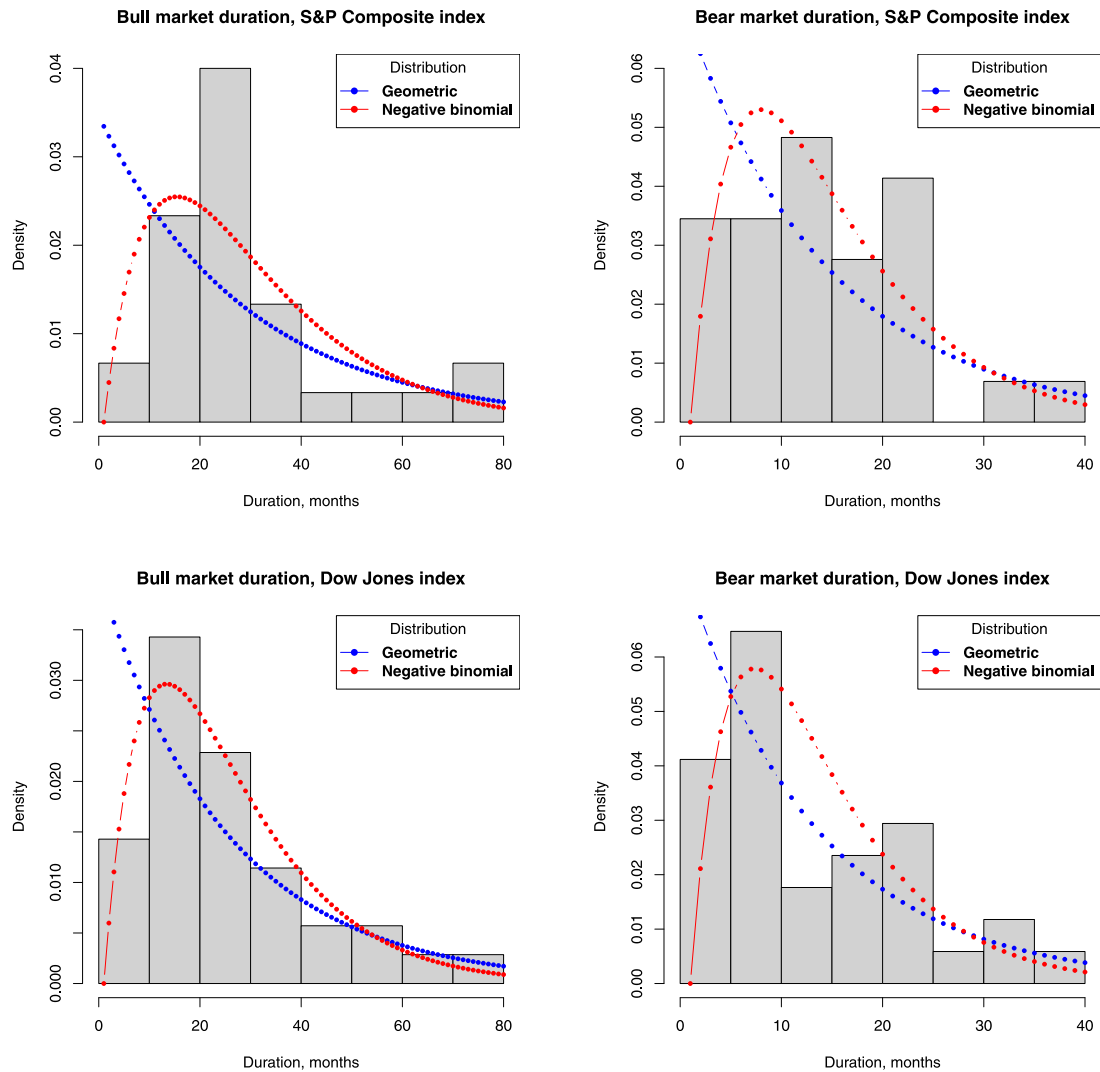 Bull market duration, S&P Composite index
Density
0.00 0.01 0.02 0.03 0.04
Distribution
Geometric
Negative binomial
0 20 40 60 80
Duration, months
Bear market duration, S&P Composite index
Density
0.00 0.01 0.02 0.03 0.04 0.05 0.06
Distribution
Geometric
Negative binomial
0 10 20 30 40
Duration, months
Bull market duration, Dow Jones index
Density
0.000 0.010 0.020 0.030
Distribution
Geometric
Negative binomial
0 20 40 60 80
Duration, months
Bear market duration, Dow Jones index
Density
0.00 0.01 0.02 0.03 0.04 0.05 0.06
Distribution
Geometric
Negative binomial
0 10 20 30 40
Duration, months